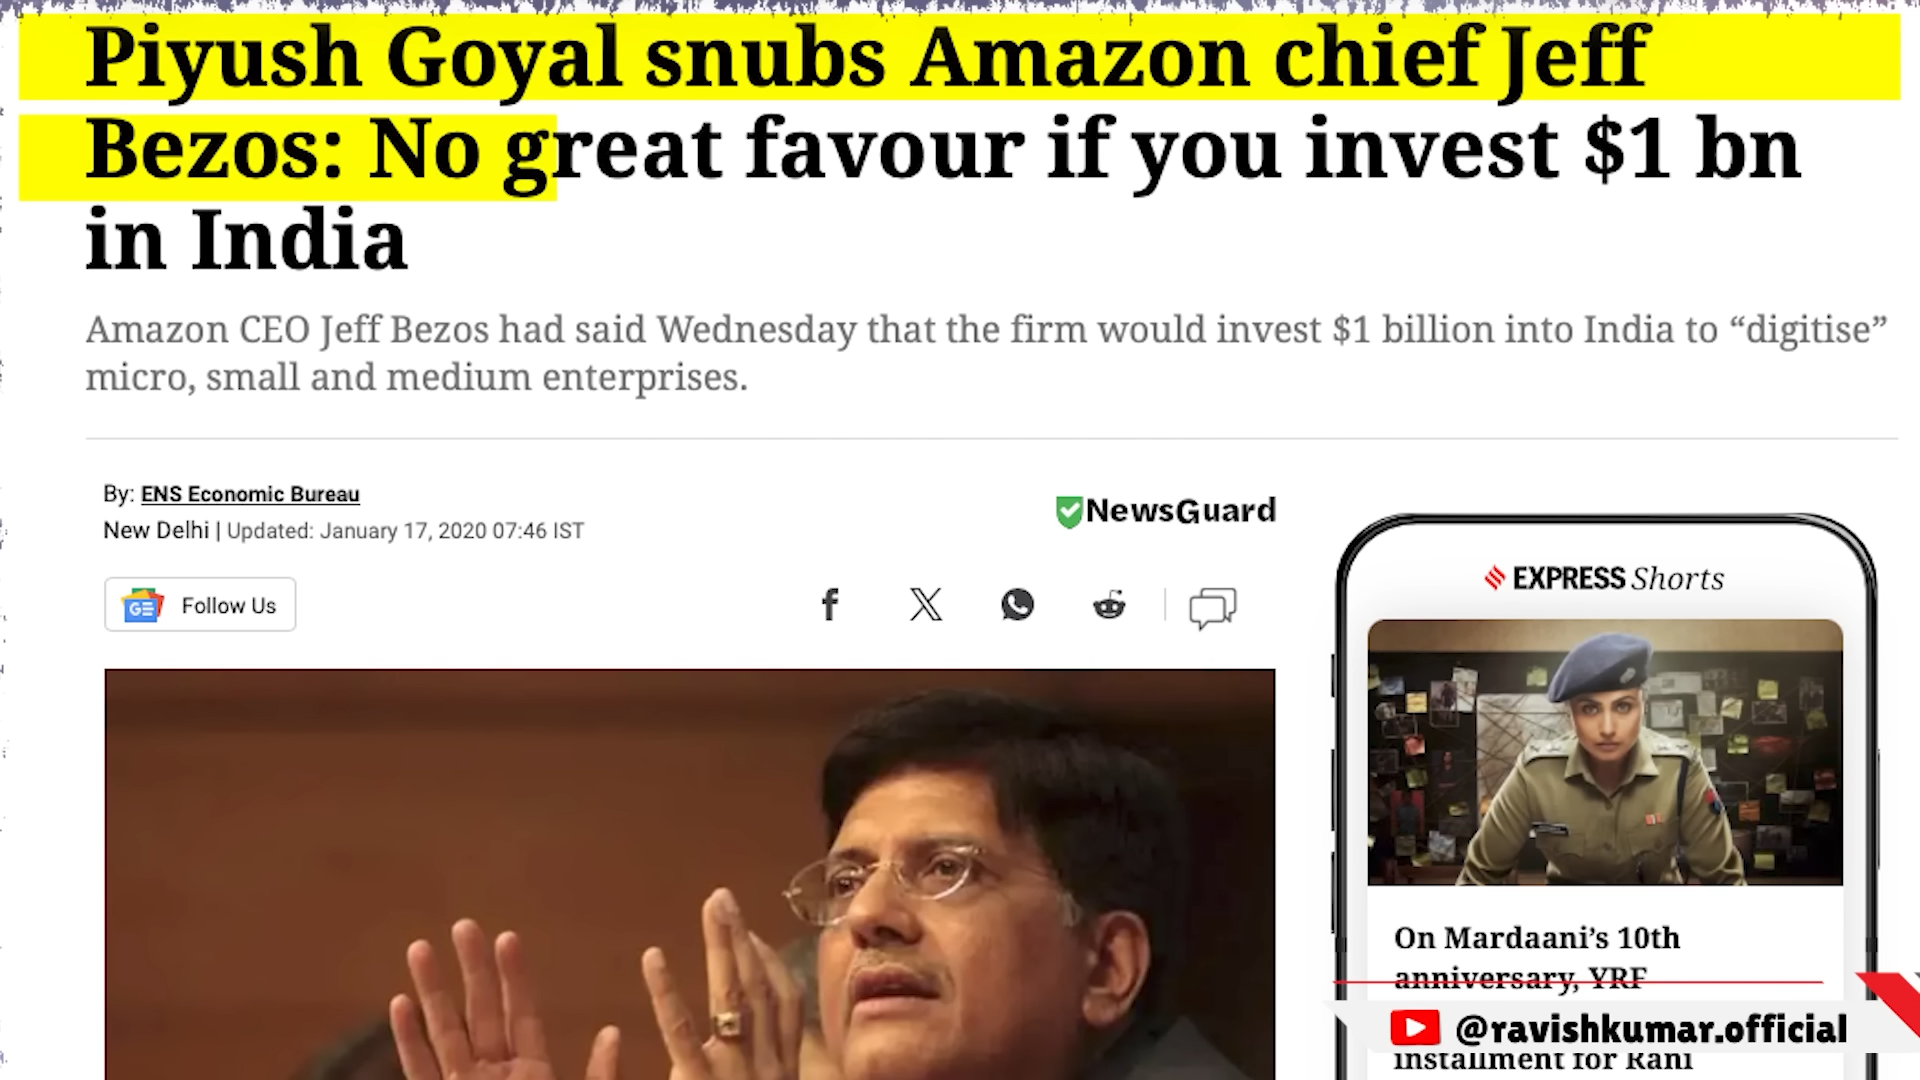 Piyush Goyal snubs Amazon chief Jeff
Bezos: No great favour if you invest $1 bn
in India
Amazon CEO Jeff Bezos had said Wednesday that the firm would invest $1 billion into India to “digitise”
micro, small and medium enterprises.
By: ENS Economic Bureau
New Delhi | Updated: January 17, 2020 07:46 IST
NewsGuard
GE Follow Us
EXPRESS Shorts
On Mardaani’s 10th
anniversary, YRF
@ravishkumar.official
installment for Rani